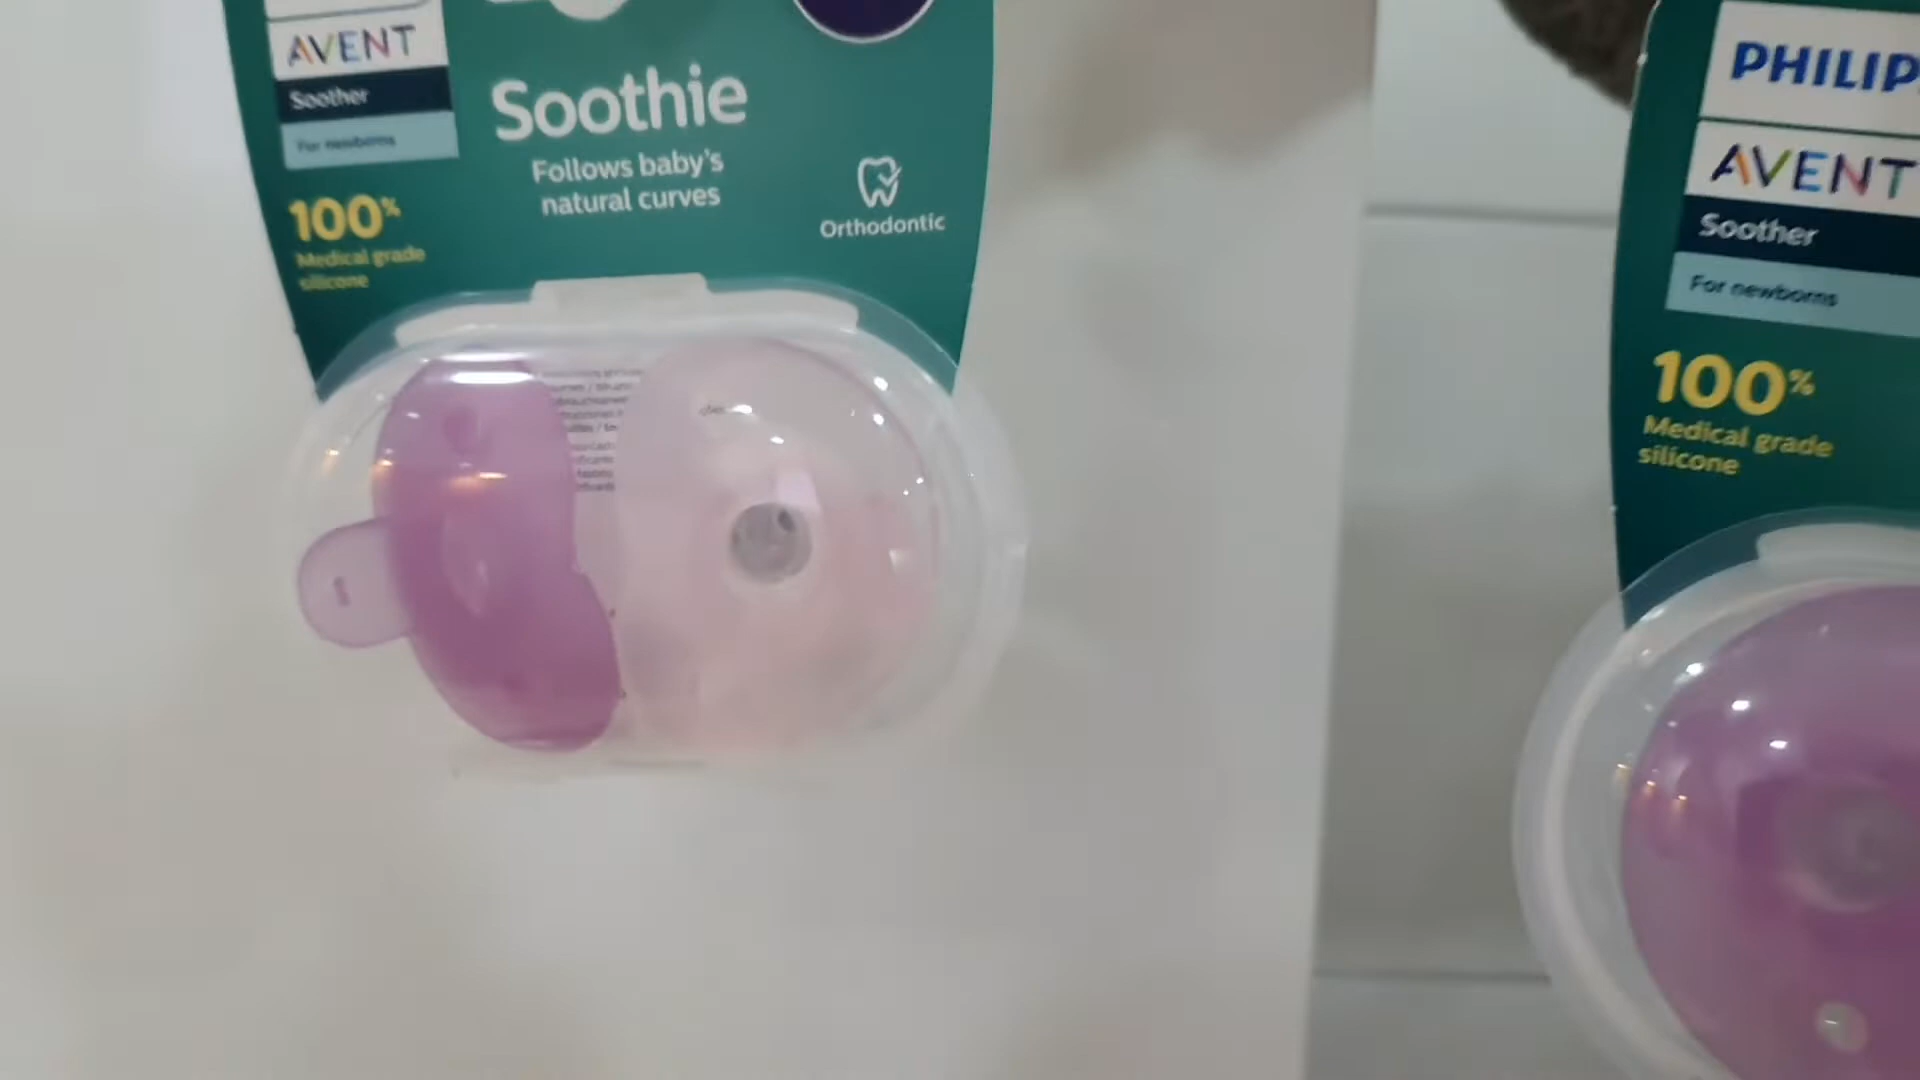 AVENT
Soother
For newborns
100%
Medical grade
silicone
Soothie
Follows baby's
natural curves
Orthodontic
PHILIPS
AVENT
Soother
For newborns
100%
Medical grade
silicone